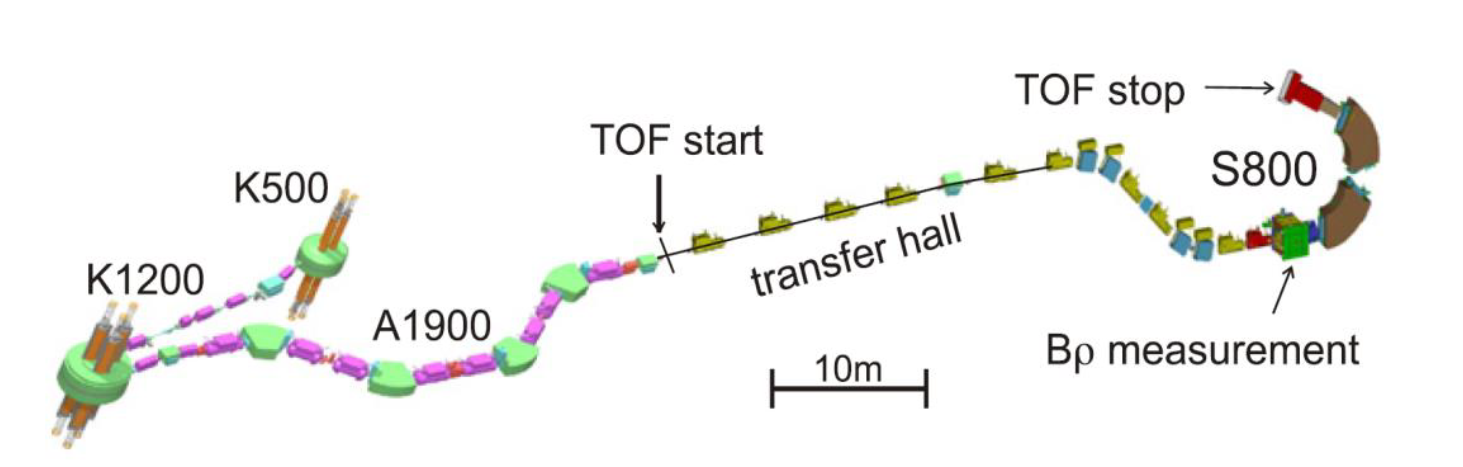 TOF stop
TOF start
S800
K500
transfer hall
K1200
A1900
Bρ measurement
10m